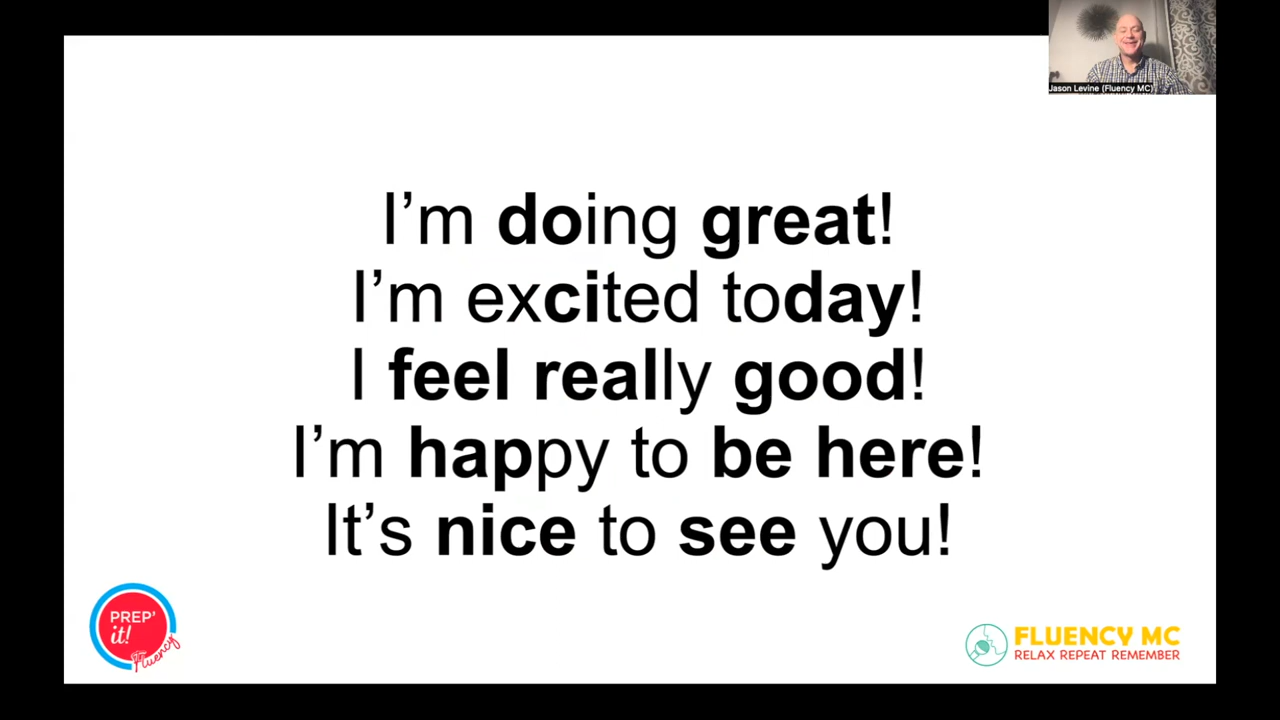 Jason Levine (Fluency MC)
I’m doing great!
I’m excited today!
I feel really good!
I’m happy to be here!
It’s nice to see you!
PREP’
it!
Fluency
FLUENCY MC
RELAX REPEAT REMEMBER